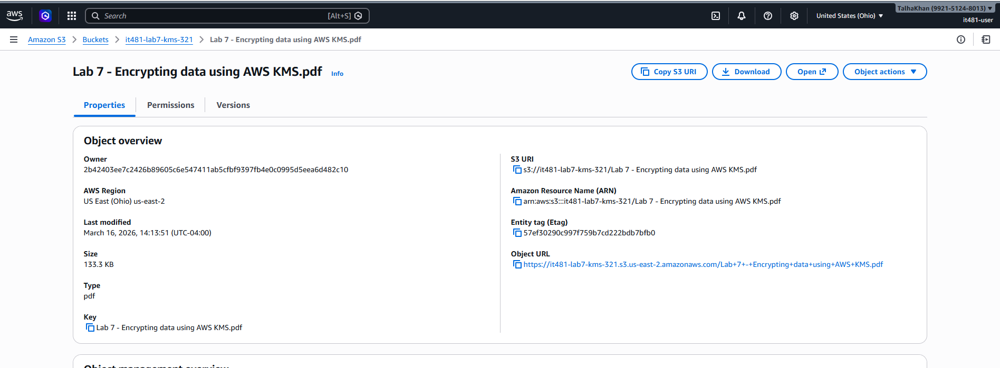 aws
Search [Alt+S]
United States (Ohio)
TalhaKhan (9921-5124-8013)
it481-user
Amazon S3 > Buckets > it481-lab7-kms-321 > Lab 7 - Encrypting data using AWS KMS.pdf
Lab 7 - Encrypting data using AWS KMS.pdf Info
Copy S3 URI Download Open Object actions
Properties Permissions Versions
Object overview
Owner
2b42403ee7c2426b89605c6e547411ab5cfbf9397fb4e0c0995d5eea6d482c10
AWS Region
US East (Ohio) us-east-2
Last modified
March 16, 2026, 14:13:51 (UTC-04:00)
Size
133.3 KB
Type
pdf
Key
Lab 7 - Encrypting data using AWS KMS.pdf
S3 URI
s3://it481-lab7-kms-321/Lab 7 - Encrypting data using AWS KMS.pdf
Amazon Resource Name (ARN)
arn:aws:s3:::it481-lab7-kms-321/Lab 7 - Encrypting data using AWS KMS.pdf
Entity tag (Etag)
57ef30290c997f759b7cd222bdb7bfb0
Object URL
https://it481-lab7-kms-321.s3.us-east-2.amazonaws.com/Lab+7+-+Encrypting+data+using+AWS+KMS.pdf
Object management overview